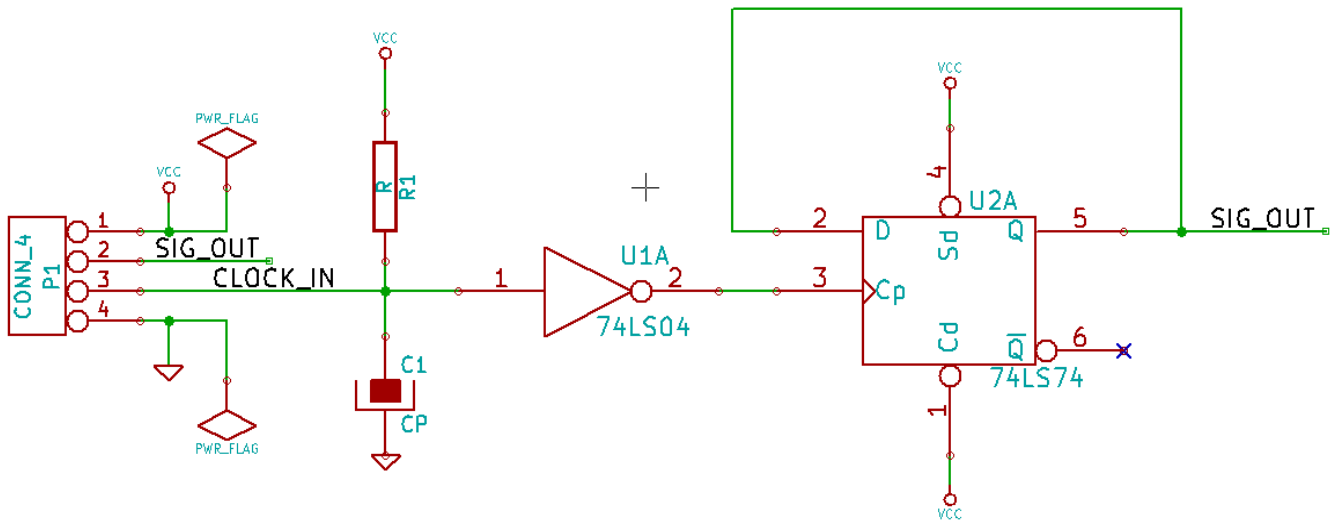 VCC
VCC
PWR_FLAG
VCC
R
R1
4
U2A
CONN_4
P1
1
SIG_OUT
2
CLOCK_IN
3
4
2
D
Sd
Q
5
SIG_OUT
U1A
1
2
74LS04
3
Cp
Cd
Q
6
74LS74
C1
CP
1
PWR_FLAG
VCC